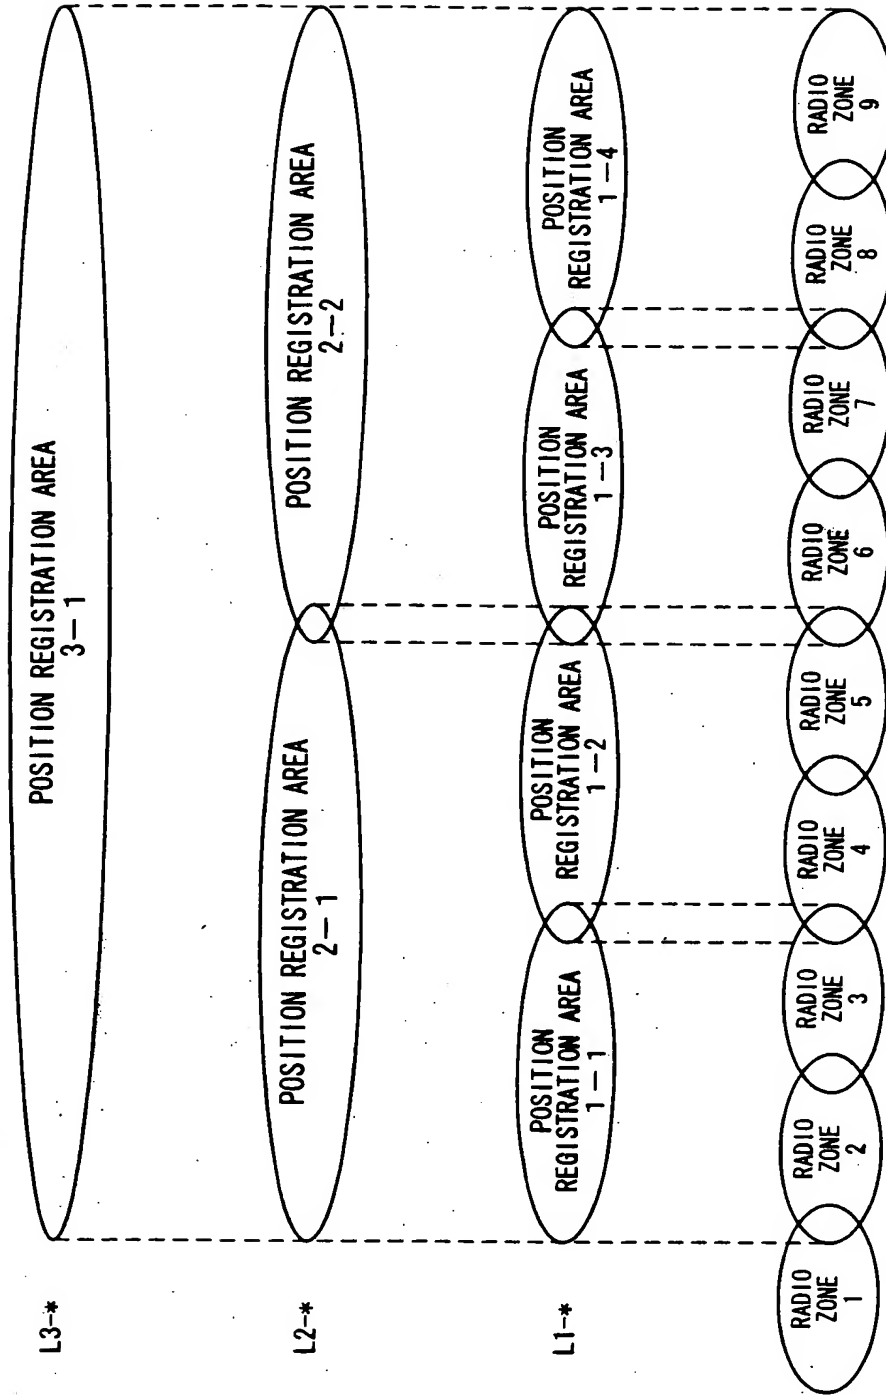 L3-*
POSITION REGISTRATION AREA
3-1
L2-*
POSITION REGISTRATION AREA
2-1
POSITION REGISTRATION AREA
2-2
L1-*
POSITION
REGISTRATION AREA
1-1
POSITION
REGISTRATION AREA
1-2
POSITION
REGISTRATION AREA
1-3
POSITION
REGISTRATION AREA
1-4
RADIO
ZONE
1
RADIO
ZONE
2
RADIO
ZONE
3
RADIO
ZONE
4
RADIO
ZONE
5
RADIO
ZONE
6
RADIO
ZONE
7
RADIO
ZONE
8
RADIO
ZONE
9